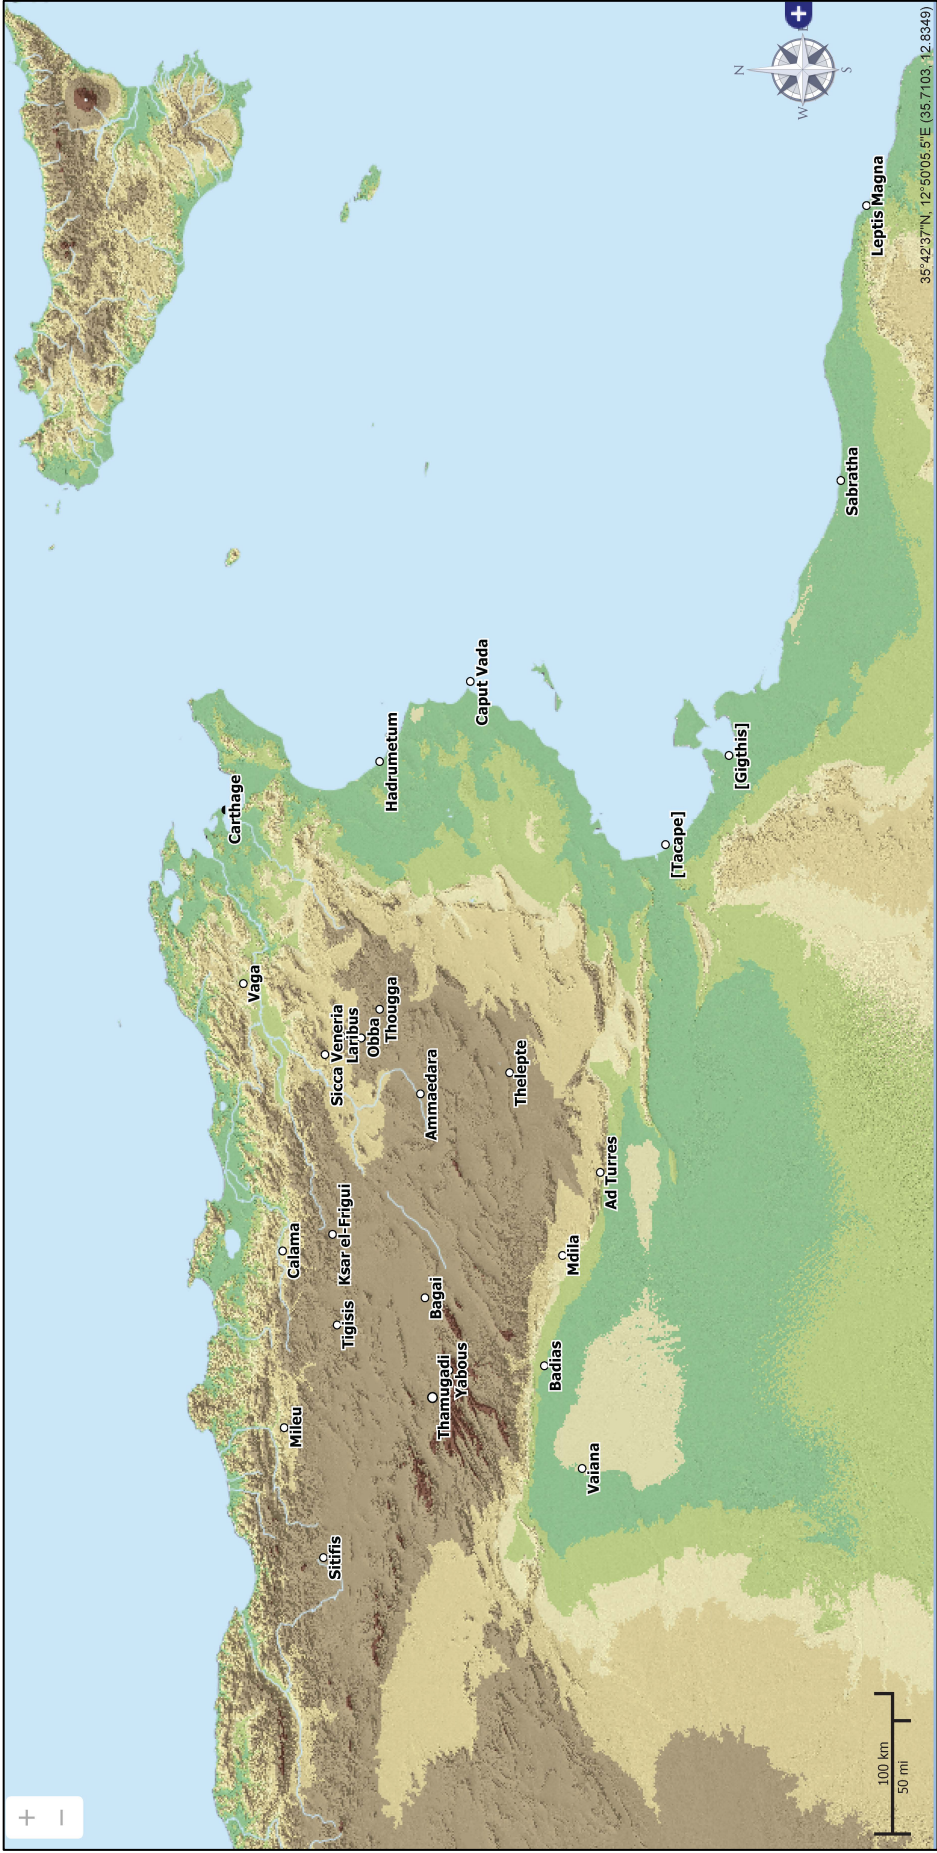 +
−
N
E
S
W
+
Carthage
Vaga
Hadrumetum
Caput Vada
Sicca Veneria
Laribus
Obba
Thougga
Ammaedara
Thelepte
Calama
Ksar el-Frigui
Tigisis
Mileu
Sitifis
Bagai
Thamugadi
Yabous
Ad Turres
Mdila
Badias
Vaiana
[Tacape]
[Gigthis]
Sabratha
Leptis Magna
100 km
50 mi
35°42'37"N, 12°50'05.5"E (35.7103, 12.8349)